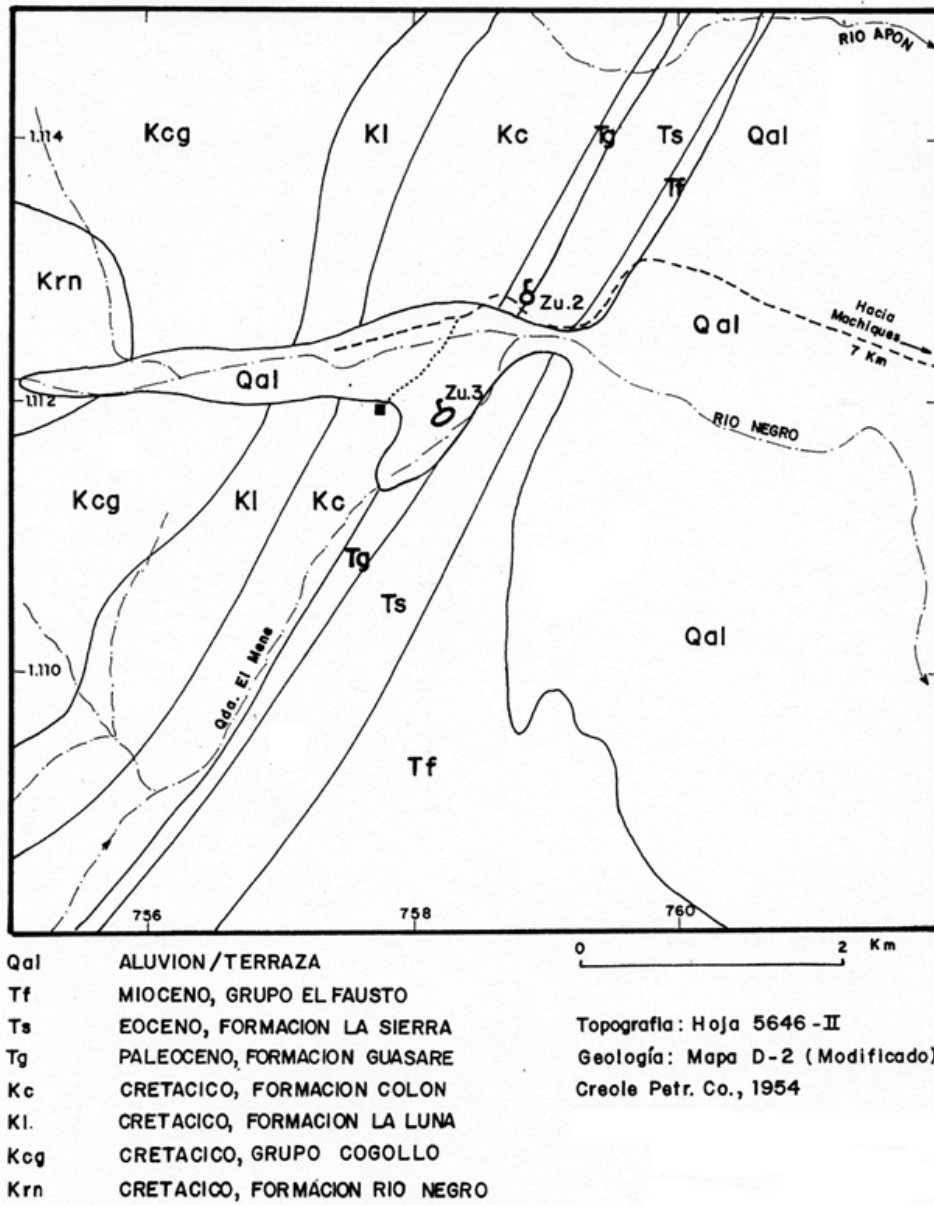 RIO APON
1.114
Kcg
Kl
Kc
Tg
Ts
Qal
Tf
Krn
Zu.2
Qal
Hacia
Machiques
7 Km
Qal
Zu.3
1.112
RIO NEGRO
Kcg
Kl
Kc
Tg
Ts
Qal
1.110
Qda. El Mene
Tf
756
758
760
0 2 Km
Qal ALUVION/TERRAZA
Tf MIOCENO, GRUPO EL FAUSTO
Ts EOCENO, FORMACION LA SIERRA
Tg PALEOCENO, FORMACION GUASARE
Kc CRETACICO, FORMACION COLON
Kl. CRETACICO, FORMACION LA LUNA
Kcg CRETACICO, GRUPO COGOLLO
Krn CRETACICO, FORMACION RIO NEGRO
Topografía: Hoja 5646-II
Geología: Mapa D-2 (Modificado)
Creole Petr. Co., 1954